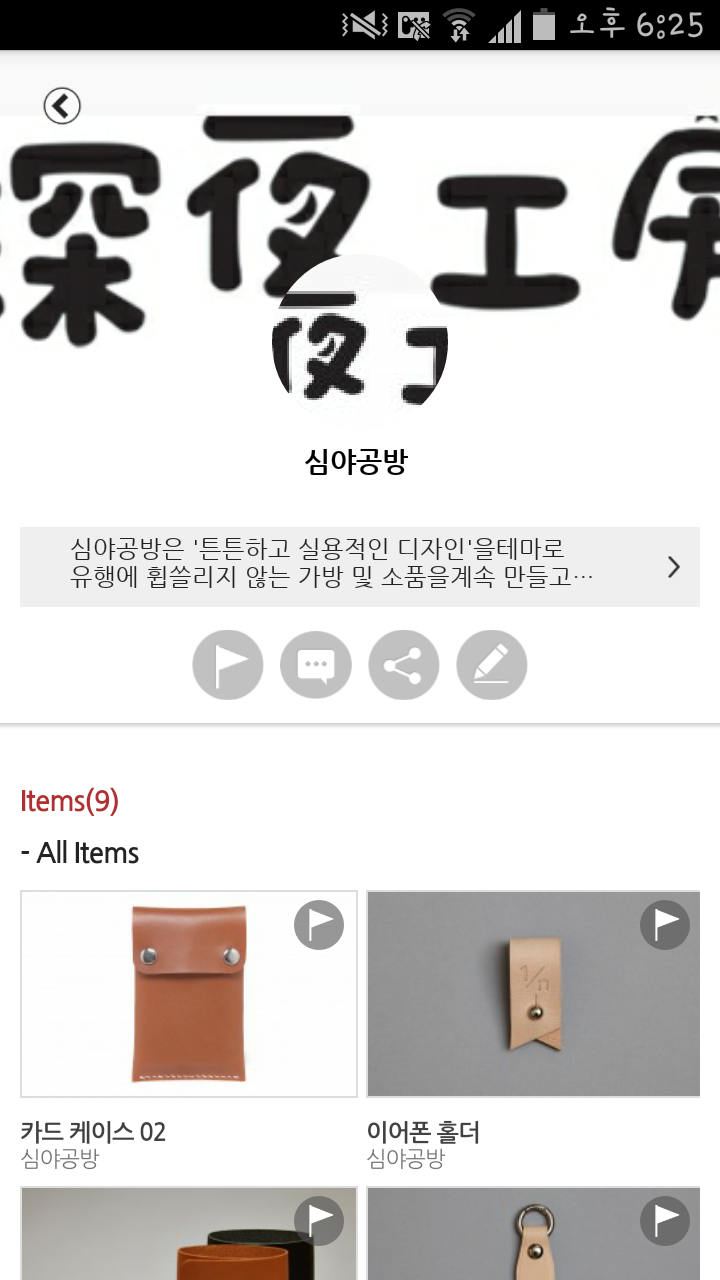 오후 6:25
深夜工房
夜工
심야공방
심야공방은 '튼튼하고 실용적인 디자인'을테마로
유행에 휩쓸리지 않는 가방 및 소품을계속 만들고…
Items(9)
- All Items
1/n
카드 케이스 02
심야공방
이어폰 홀더
심야공방